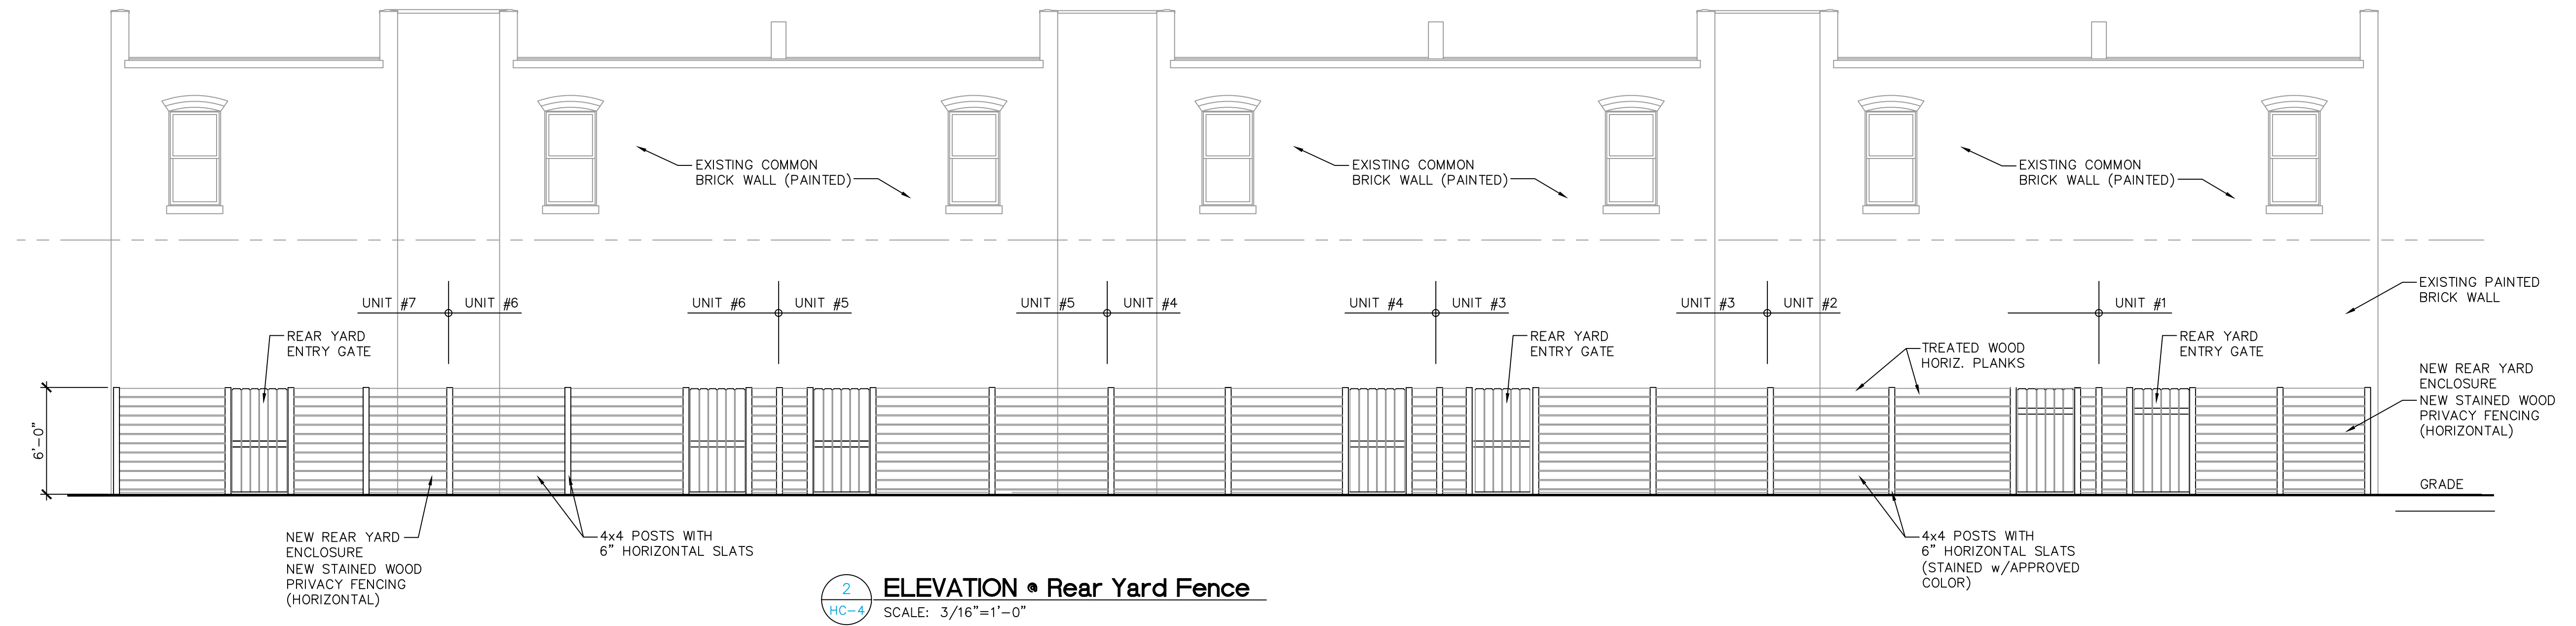 EXISTING COMMON
BRICK WALL (PAINTED)
EXISTING COMMON
BRICK WALL (PAINTED)
EXISTING COMMON
BRICK WALL (PAINTED)
EXISTING PAINTED
BRICK WALL
UNIT #7
UNIT #6
UNIT #6
UNIT #5
UNIT #5
UNIT #4
UNIT #4
UNIT #3
UNIT #3
UNIT #2
UNIT #1
REAR YARD
ENTRY GATE
REAR YARD
ENTRY GATE
TREATED WOOD
HORIZ. PLANKS
REAR YARD
ENTRY GATE
NEW REAR YARD
ENCLOSURE
NEW STAINED WOOD
PRIVACY FENCING
(HORIZONTAL)
6'-0"
GRADE
NEW REAR YARD
ENCLOSURE
NEW STAINED WOOD
PRIVACY FENCING
(HORIZONTAL)
4x4 POSTS WITH
6" HORIZONTAL SLATS
4x4 POSTS WITH
6" HORIZONTAL SLATS
(STAINED w/APPROVED
COLOR)
2
HC-4
ELEVATION @ Rear Yard Fence
SCALE: 3/16"=1'-0"